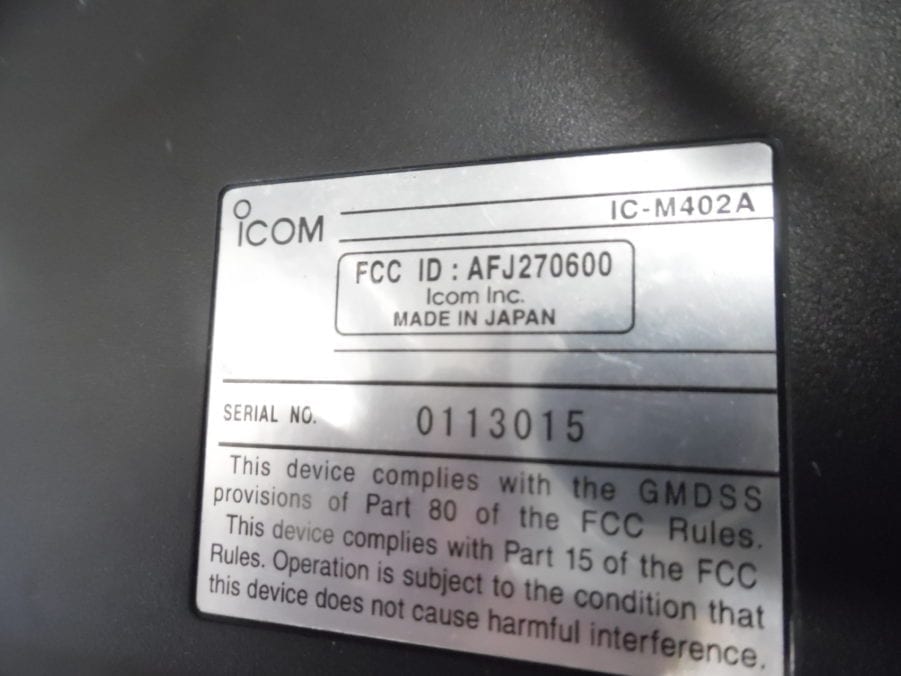 ICOM
IC-M402A
FCC ID : AFJ270600
Icom Inc.
MADE IN JAPAN
SERIAL NO. 0113015
This device complies with the GMDSS
provisions of Part 80 of the FCC Rules.
This device complies with Part 15 of the FCC
Rules. Operation is subject to the condition that
this device does not cause harmful interference.